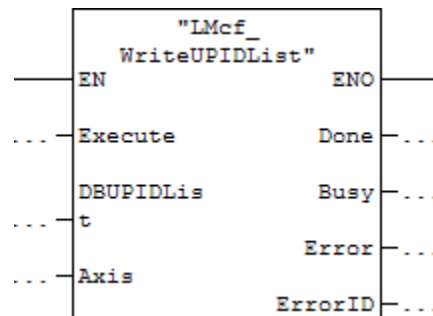 "LMcf_
WriteUPIDList"
EN ENO
... Execute Done ...
DBUPIDLis Busy ...
... t
Error ...
... Axis
ErrorID ...